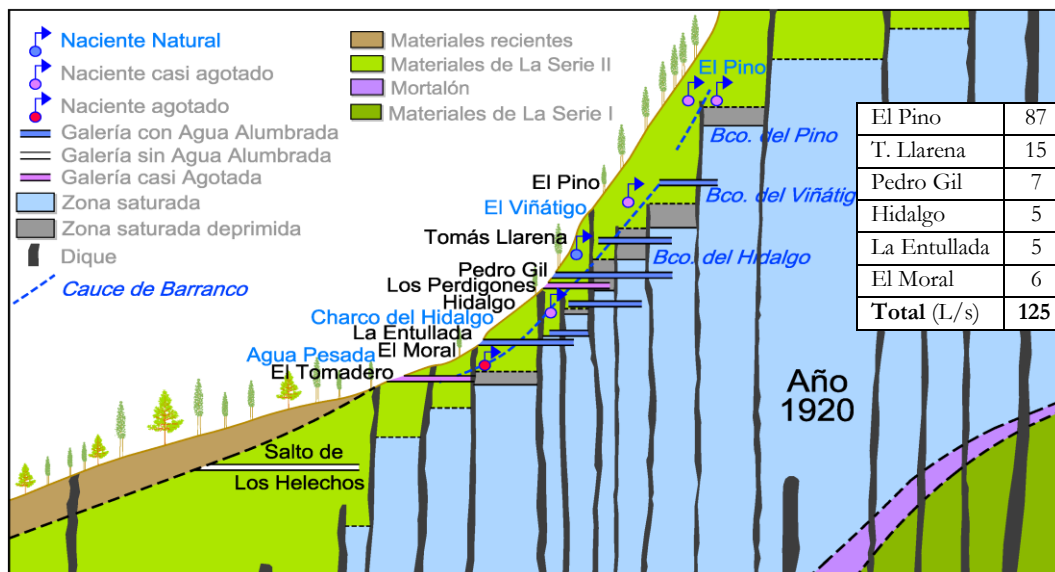 Naciente Natural
Naciente casi agotado
Naciente agotado
Galería con Agua Alumbrada
Galería sin Agua Alumbrada
Galería casi Agotada
Zona saturada
Zona saturada deprimida
Dique
Cauce de Barranco
Materiales recientes
Materiales de La Serie II
Mortalón
Materiales de La Serie I
El Pino
Bco. del Pino
El Pino
Bco. del Viñátigo
El Viñátigo
Tomás Llarena
Bco. del Hidalgo
Pedro Gil
Los Perdigones
Hidalgo
Charco del Hidalgo
La Entullada
El Moral
Agua Pesada
El Tomadero
Salto de
Los Helechos
Año
1920
El Pino 87
T. Llarena 15
Pedro Gil 7
Hidalgo 5
La Entullada 5
El Moral 6
Total (L/s) 125